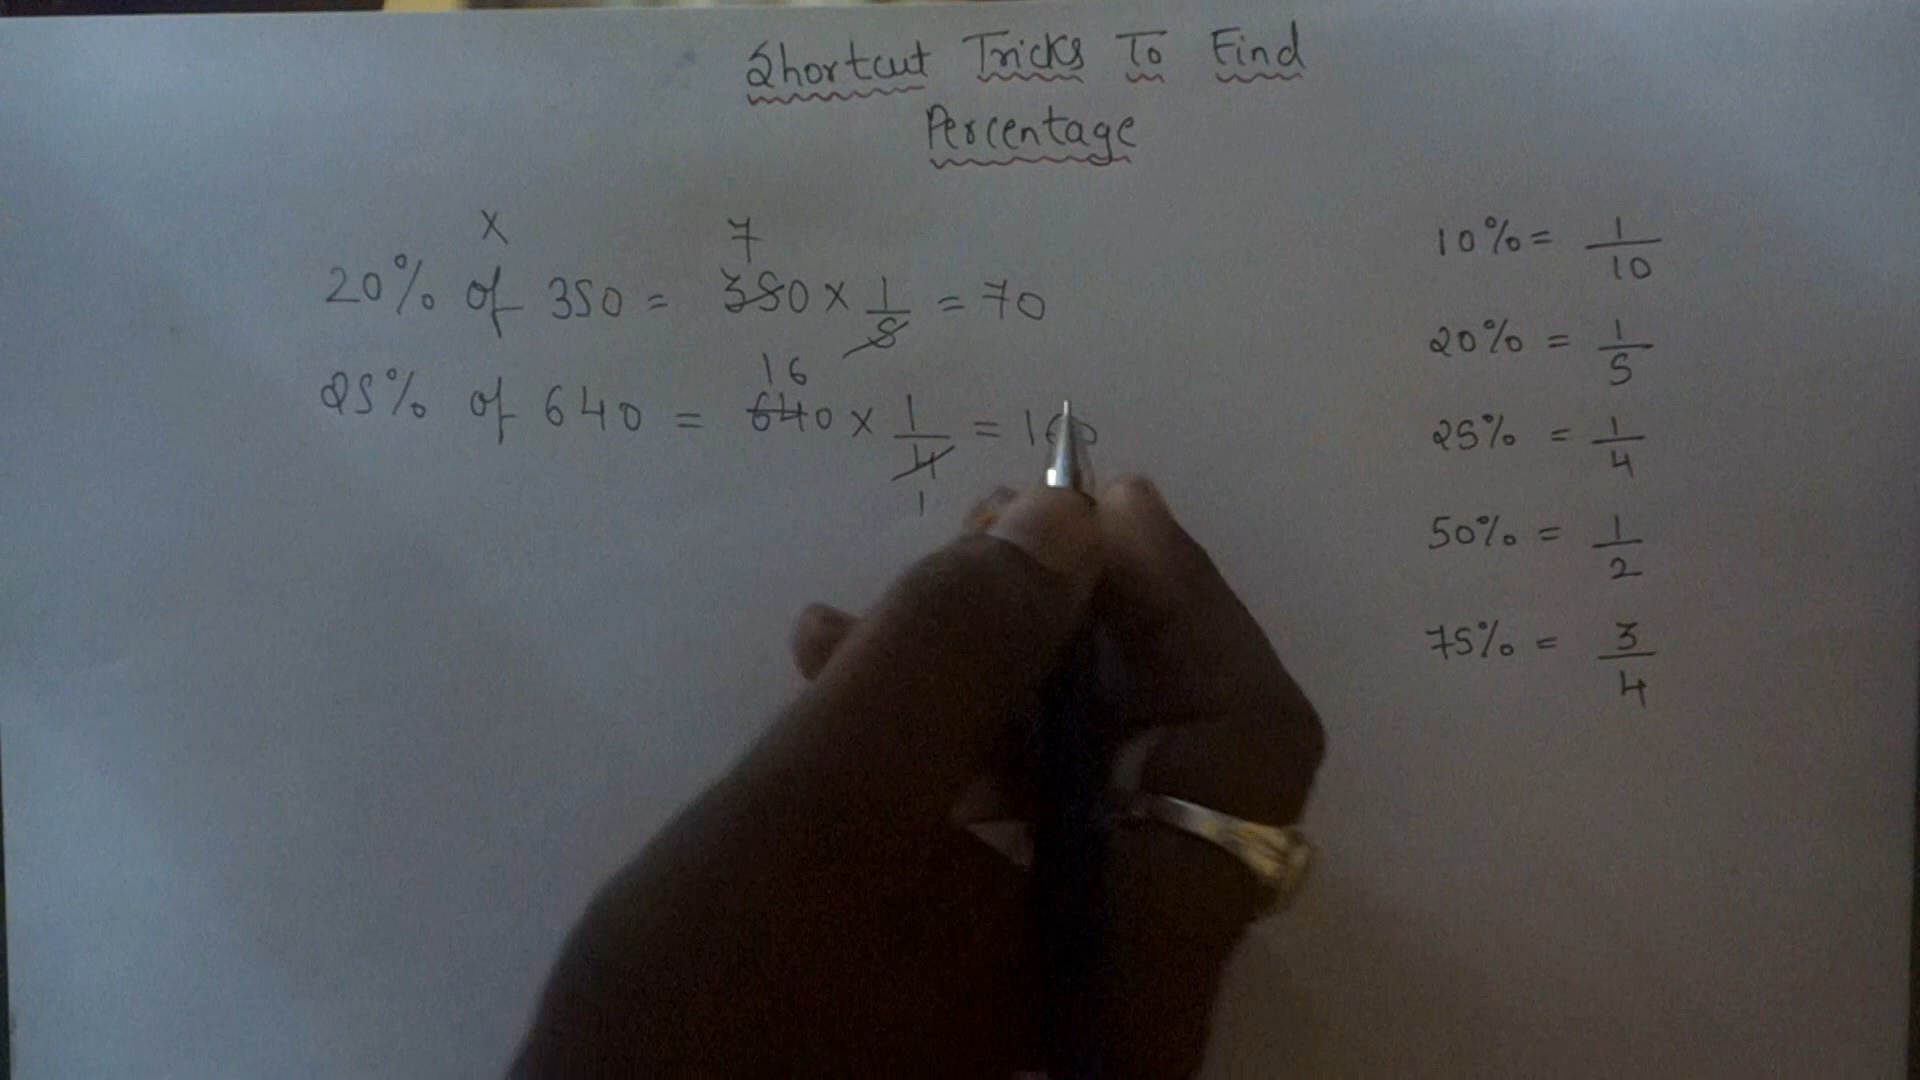 Shortcut Tricks To Find
Percentage
x
7
20% of 350 = 350 x 1/5 = 70
16
25% of 640 = 640 x 1/4 = 160
1
10% = 1/10
20% = 1/5
25% = 1/4
50% = 1/2
75% = 3/4